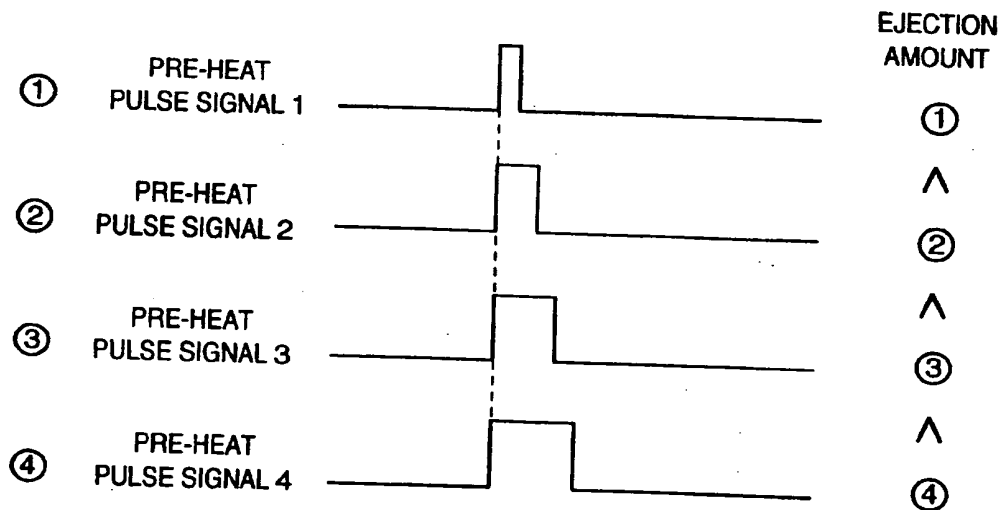 EJECTION
AMOUNT
① PRE-HEAT
PULSE SIGNAL 1
①
∧
② PRE-HEAT
PULSE SIGNAL 2
②
∧
③ PRE-HEAT
PULSE SIGNAL 3
③
∧
④ PRE-HEAT
PULSE SIGNAL 4
④